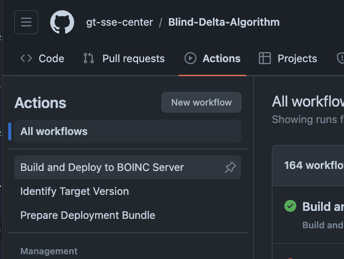 gt-sse-center / Blind-Delta-Algorithm
Code Pull requests Actions Projects
Actions New workflow
All workflows
Build and Deploy to BOINC Server
Identify Target Version
Prepare Deployment Bundle
Management
All workflow
Showing runs f
164 workflo
Build an
Build and